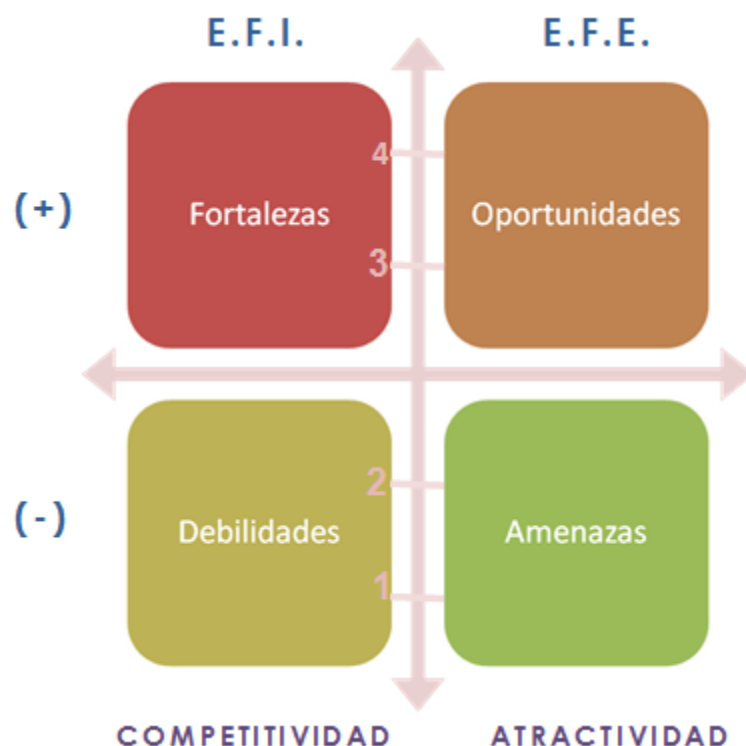 E.F.I. E.F.E.
4
(+) Fortalezas Oportunidades
3
2
(-) Debilidades Amenazas
1
COMPETITIVIDAD ATRACTIVIDAD